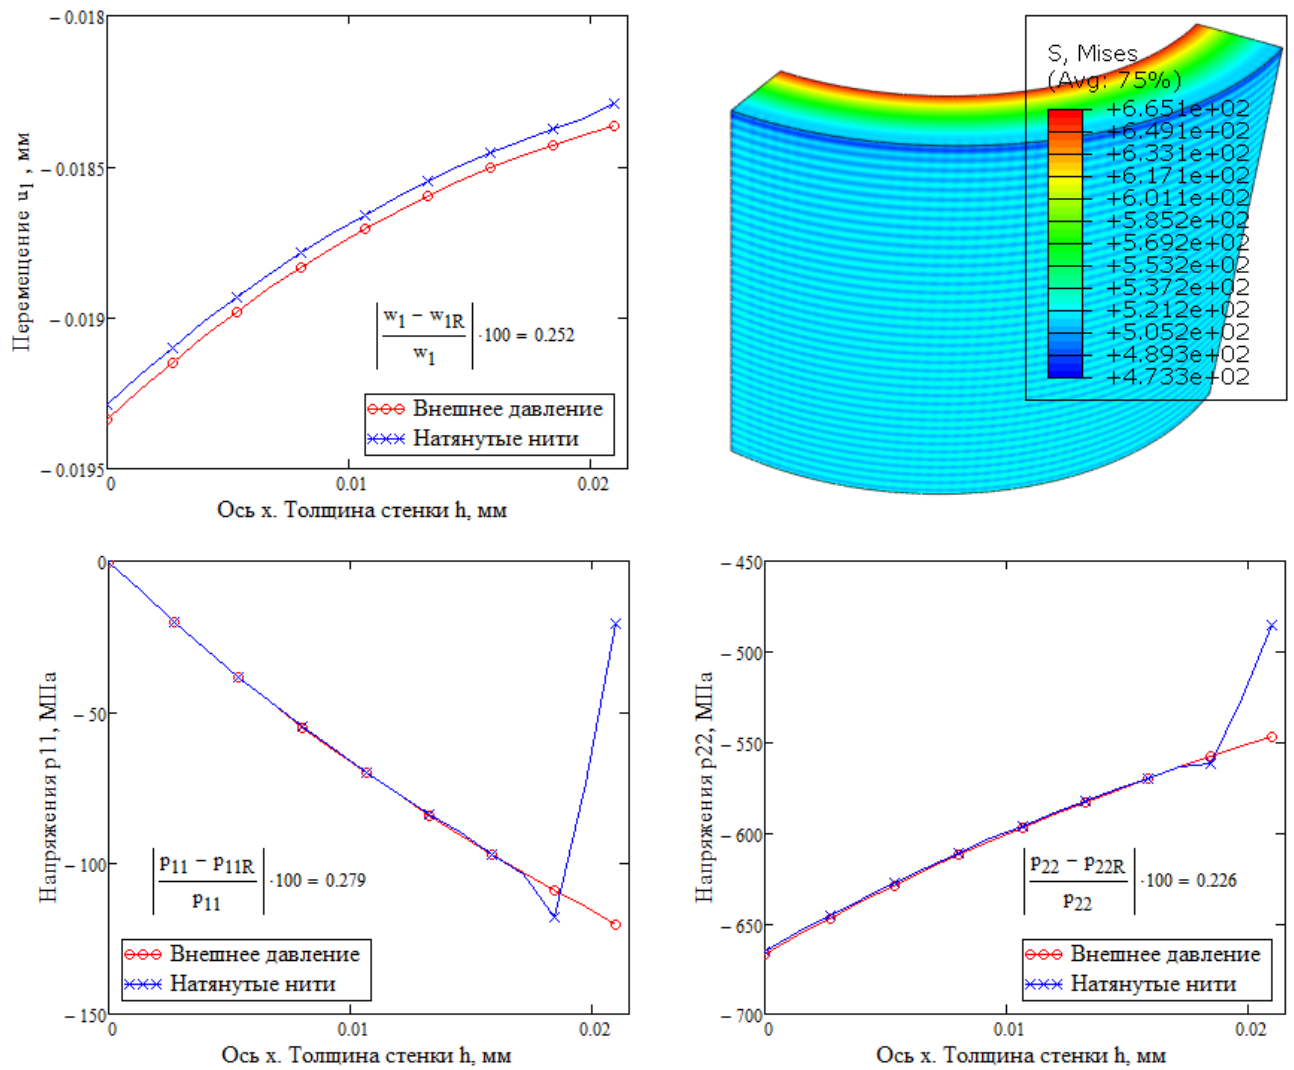 −0.018
−0.0185
−0.019
−0.0195
Перемещение u1 , мм
| (w1 − w1R) / w1 | ·100 = 0.252
Внешнее давление
Натянутые нити
0
0.01
0.02
Ось x. Толщина стенки h, мм
S, Mises
(Avg: 75%)
+6.651e+02
+6.491e+02
+6.331e+02
+6.171e+02
+6.011e+02
+5.852e+02
+5.692e+02
+5.532e+02
+5.372e+02
+5.212e+02
+5.052e+02
+4.893e+02
+4.733e+02
0
−50
−100
−150
Напряжения p11, МПа
| (p11 − p11R) / p11 | ·100 = 0.279
Внешнее давление
Натянутые нити
0
0.01
0.02
Ось x. Толщина стенки h, мм
−450
−500
−550
−600
−650
−700
Напряжения p22, МПа
| (p22 − p22R) / p22 | ·100 = 0.226
Внешнее давление
Натянутые нити
0
0.01
0.02
Ось x. Толщина стенки h, мм